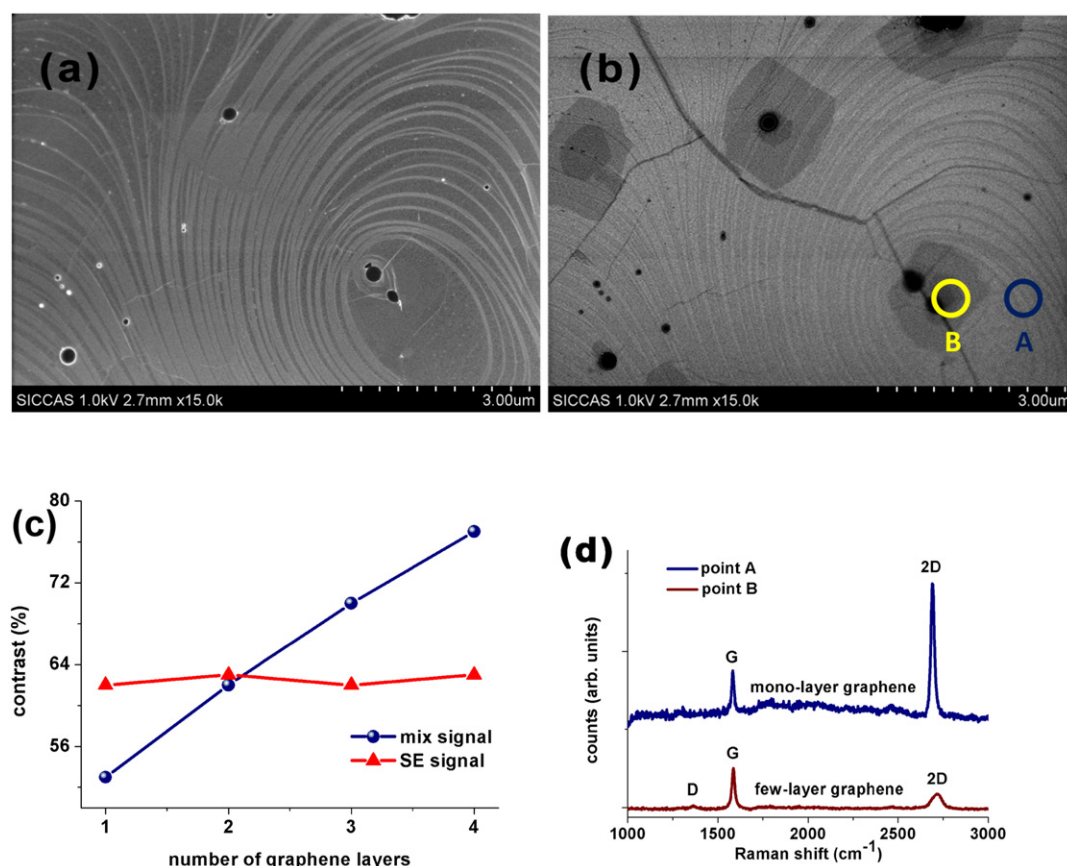 (a)
SICCAS 1.0kV 2.7mm x15.0k 3.00um
(b)
B A
SICCAS 1.0kV 2.7mm x15.0k 3.00um
(c)
contrast (%)
80
72
64
56
mix signal
SE signal
1 2 3 4
number of graphene layers
(d)
counts (arb. units)
point A
point B
2D
G
mono-layer graphene
G
2D
D
few-layer graphene
1000 1500 2000 2500 3000
Raman shift (cm⁻¹)